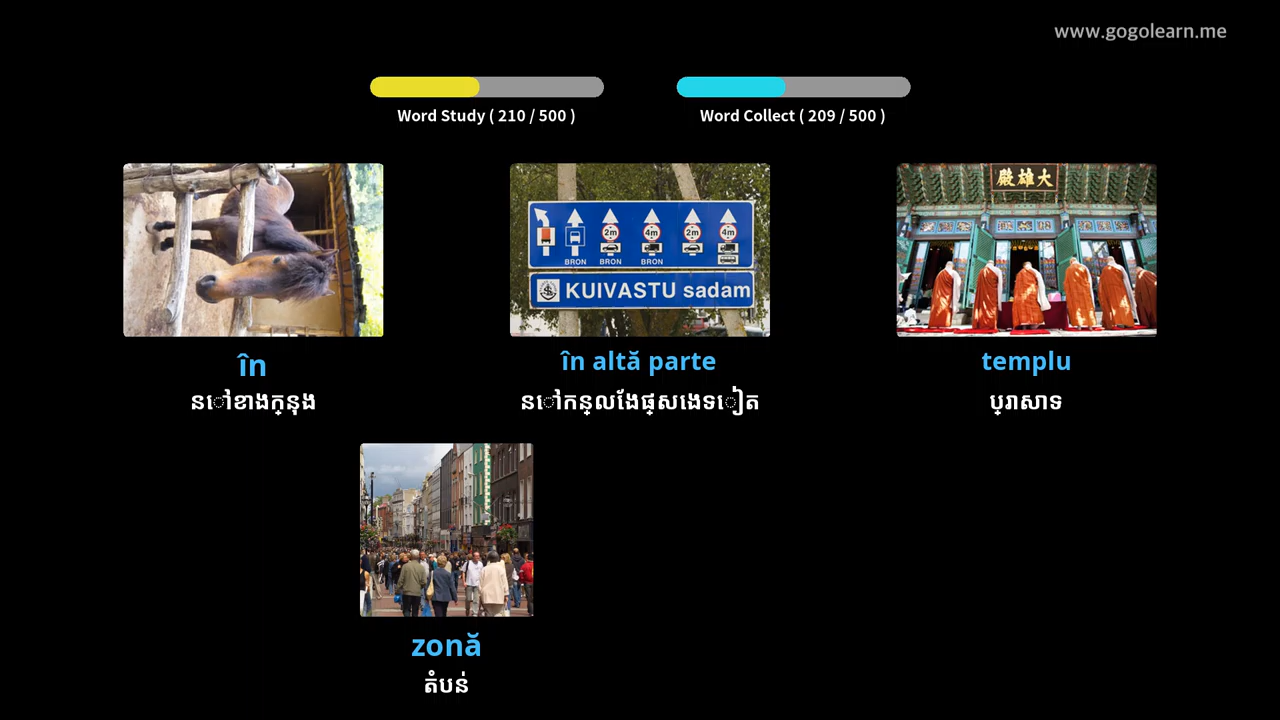 www.gogolearn.me
Word Study ( 210 / 500 )
Word Collect ( 209 / 500 )
大雄殿
2m 4m 2m 4m
BRON BRON BRON
KUIVASTU sadam
în
în altă parte
templu
នៅខាងក្នុង
នៅកន្លែងផ្សេងទៀត
ប្រាសាទ
zonă
តំបន់